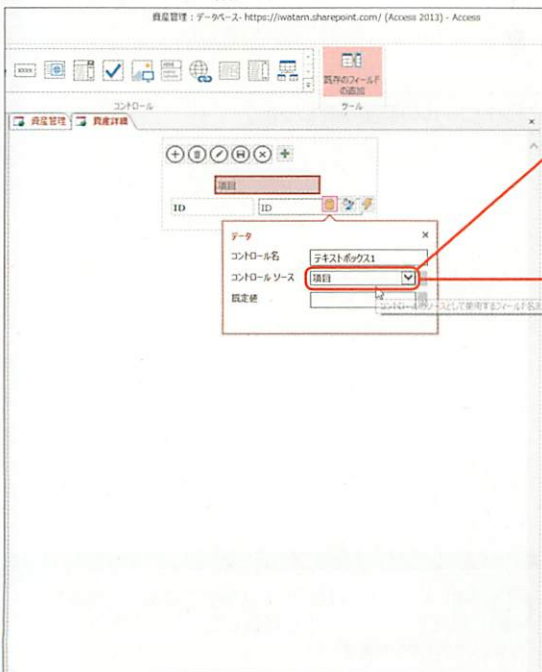 資産管理 : データベース- https://iwatam.sharepoint.com/ (Access 2013) - Access
既存のフィールド
の追加
コントロール
ツール
資産管理
資産詳細
項目
ID
ID
データ
コントロール名
テキストボックス1
コントロール ソース
項目
既定値